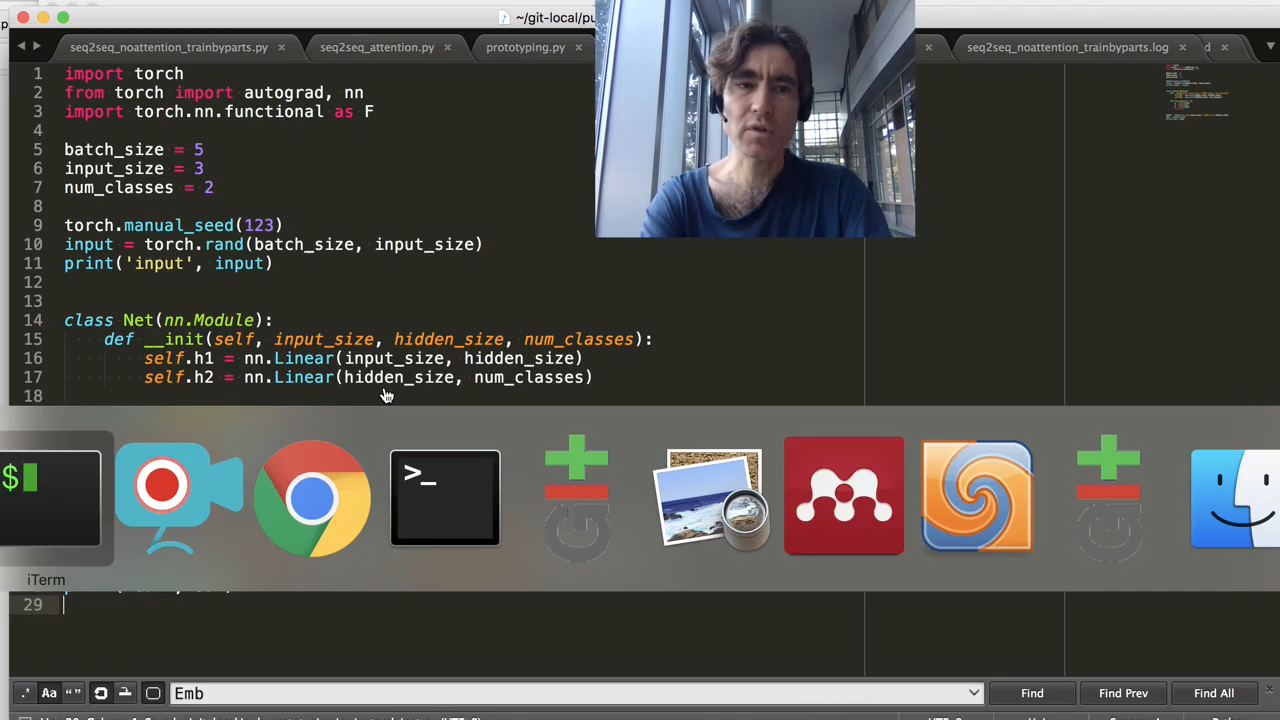 ~/git-local/pu
seq2seq_noattention_trainbyparts.py
seq2seq_attention.py
prototyping.py
seq2seq_noattention_trainbyparts.log
1 import torch
2 from torch import autograd, nn
3 import torch.nn.functional as F
4
5 batch_size = 5
6 input_size = 3
7 num_classes = 2
8
9 torch.manual_seed(123)
10 input = torch.rand(batch_size, input_size)
11 print('input', input)
12
13
14 class Net(nn.Module):
15 def __init(self, input_size, hidden_size, num_classes):
16 self.h1 = nn.Linear(input_size, hidden_size)
17 self.h2 = nn.Linear(hidden_size, num_classes)
18
$
>_
Git
Git
iTerm
29
.* Aa “ ” Emb Find Find Prev Find All